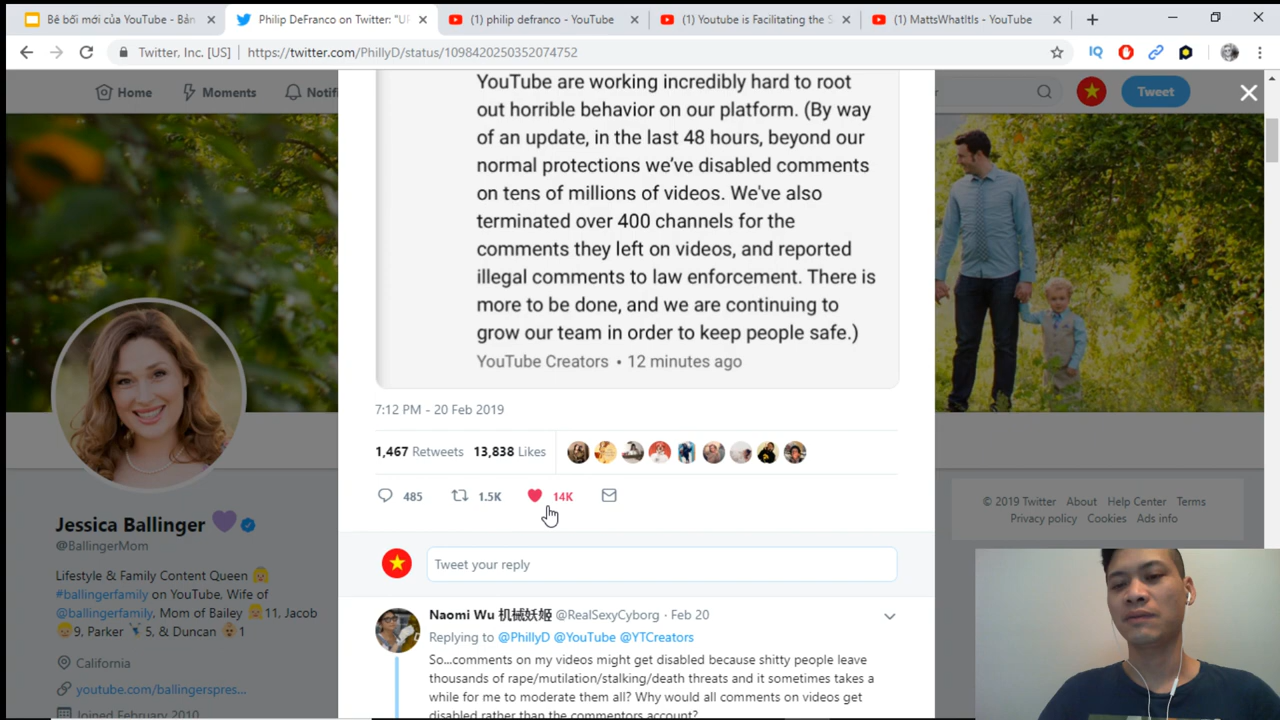 Bê bối mới của YouTube - Bản
Philip DeFranco on Twitter: "UP
(1) philip defranco - YouTube
(1) Youtube is Facilitating the S
(1) MattsWhatItIs - YouTube
Twitter, Inc. [US] https://twitter.com/PhillyD/status/1098420250352074752
Home
Moments
Notif
Tweet
YouTube are working incredibly hard to root
out horrible behavior on our platform. (By way
of an update, in the last 48 hours, beyond our
normal protections we've disabled comments
on tens of millions of videos. We've also
terminated over 400 channels for the
comments they left on videos, and reported
illegal comments to law enforcement. There is
more to be done, and we are continuing to
grow our team in order to keep people safe.)
YouTube Creators • 12 minutes ago
7:12 PM - 20 Feb 2019
1,467 Retweets 13,838 Likes
485 1.5K 14K
Tweet your reply
Naomi Wu 机械妖姬 @RealSexyCyborg · Feb 20
Replying to @PhillyD @YouTube @YTCreators
So...comments on my videos might get disabled because shitty people leave
thousands of rape/mutilation/stalking/death threats and it sometimes takes a
while for me to moderate them all? Why would all comments on videos get
disabled rather than the commentors account?
Jessica Ballinger
@BallingerMom
Lifestyle & Family Content Queen
#ballingerfamily on YouTube, Wife of
@ballingerfamily, Mom of Bailey 11, Jacob
9, Parker 5, & Duncan 1
California
youtube.com/ballingerspres...
Joined February 2010
© 2019 Twitter About Help Center Terms
Privacy policy Cookies Ads info